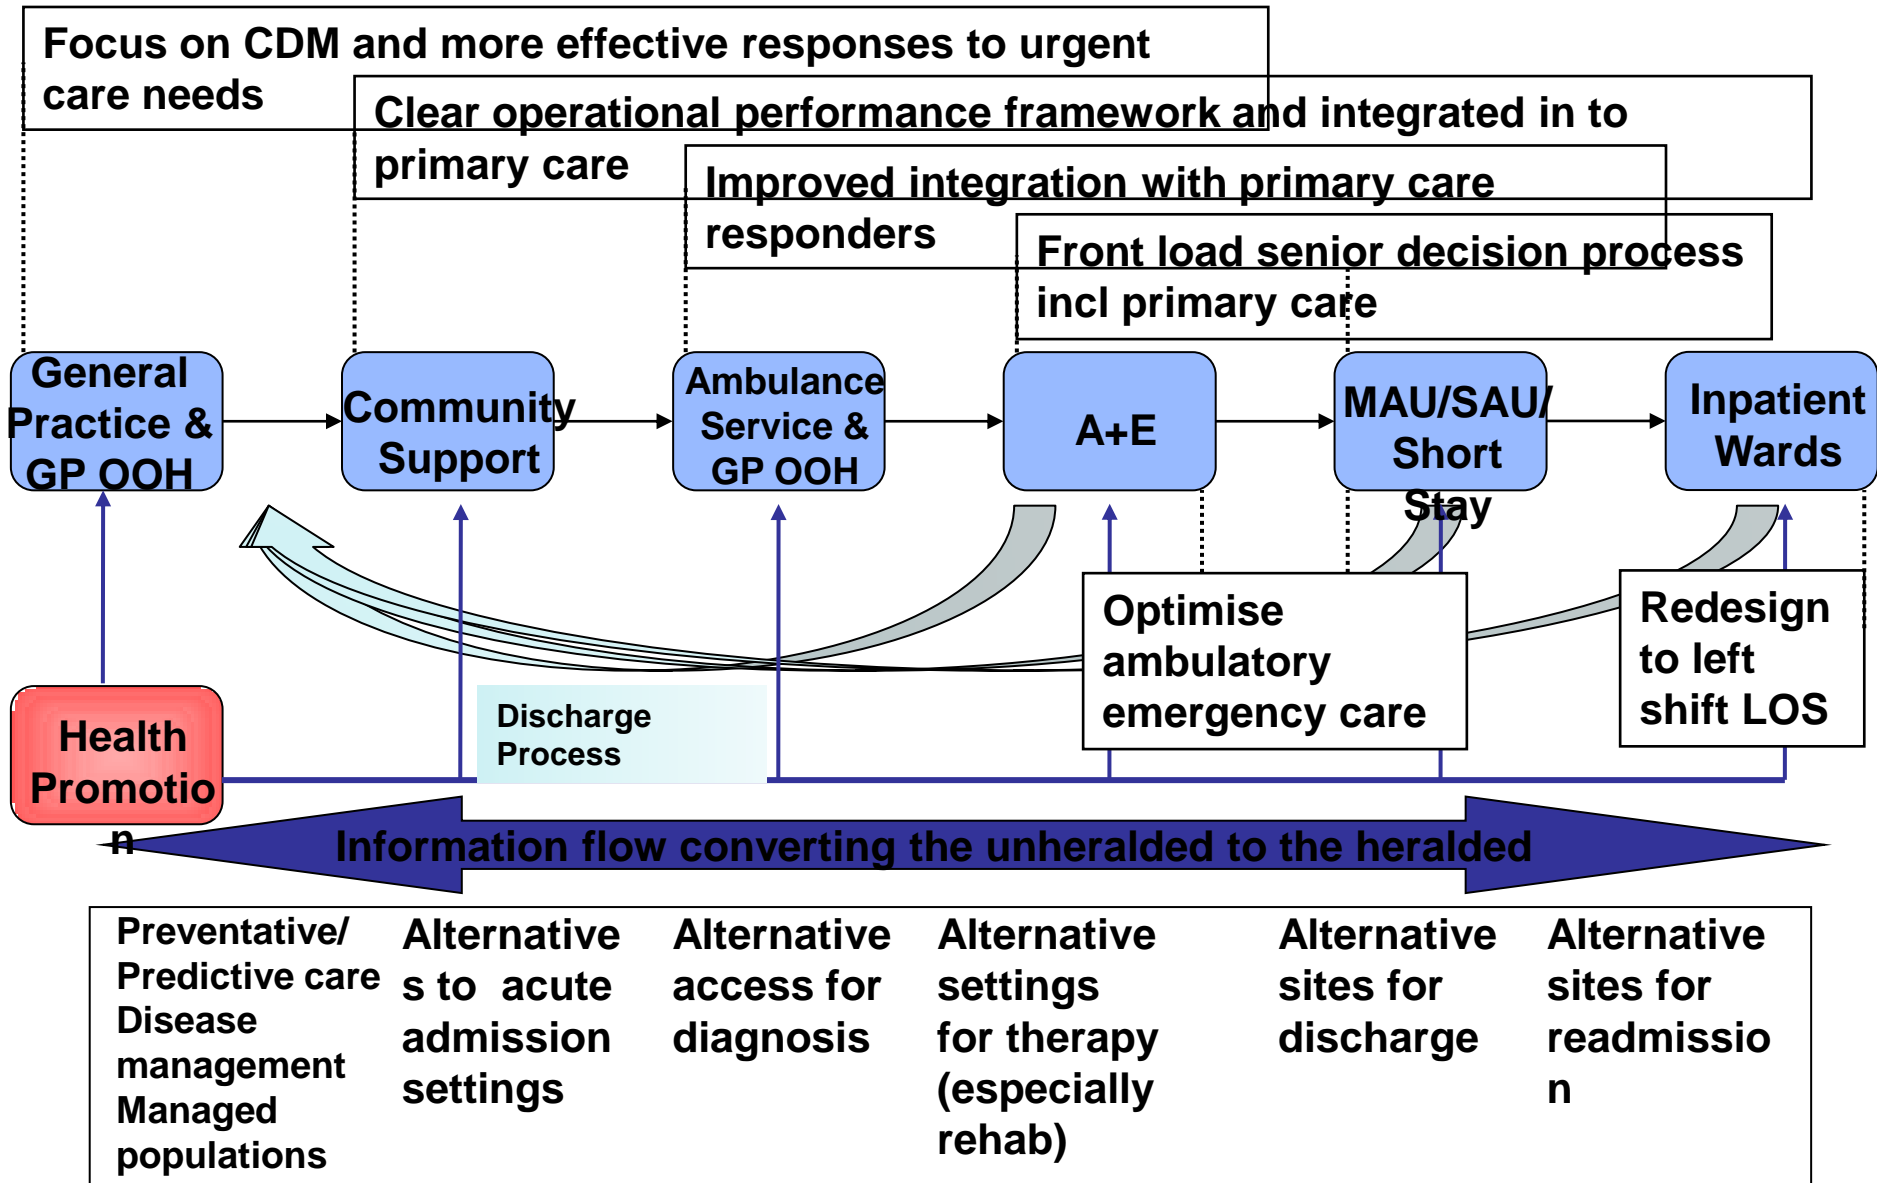 Focus on CDM and more effective responses to urgent
care needs
Clear operational performance framework and integrated in to
primary care
Improved integration with primary care
responders
Front load senior decision process
incl primary care
General
Practice &
GP OOH
Community
Support
Ambulance
Service &
GP OOH
A+E
MAU/SAU/
Short
Stay
Inpatient
Wards
Optimise
ambulatory
emergency care
Redesign
to left
shift LOS
Discharge
Process
Health
Promotio
n
Information flow converting the unheralded to the heralded
Preventative/
Predictive care
Disease
management
Managed
populations
Alternative
s to  acute
admission
settings
Alternative
access for
diagnosis
Alternative
settings
for therapy
(especially
rehab)
Alternative
sites for
discharge
Alternative
sites for
readmissio
n